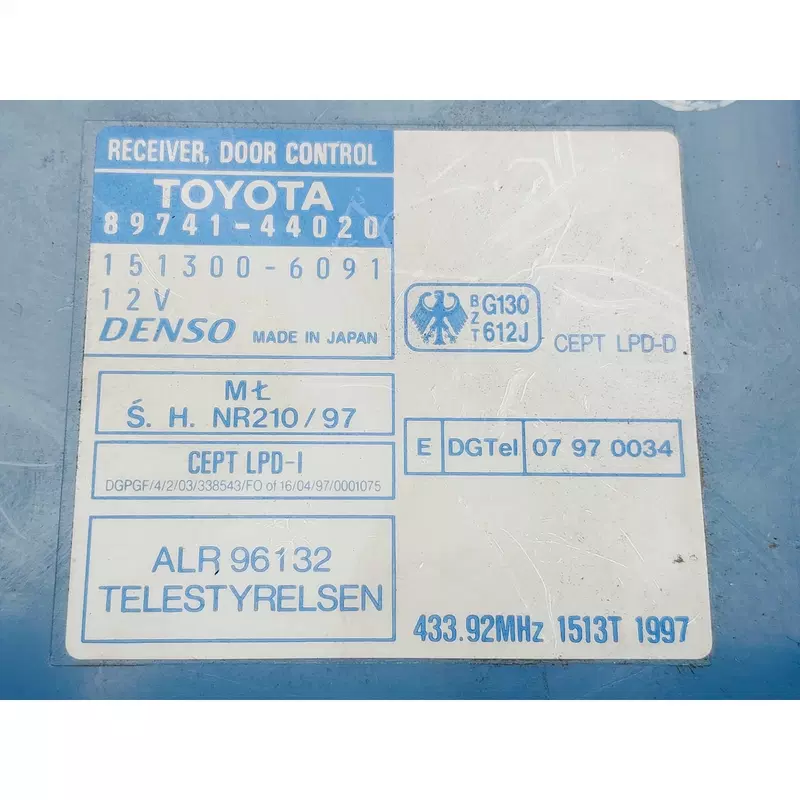 RECEIVER, DOOR CONTROL
TOYOTA
89741-44020
151300-6091
12V
DENSO MADE IN JAPAN
MŁ
Ś. H. NR210/97
CEPT LPD-I
DGPGF/4/2/03/338543/FO of 16/04/97/0001075
ALR 96132
TELESTYRELSEN
BZT G130 612J
CEPT LPD-D
E DGTel 07 97 0034
433.92MHz 1513T 1997